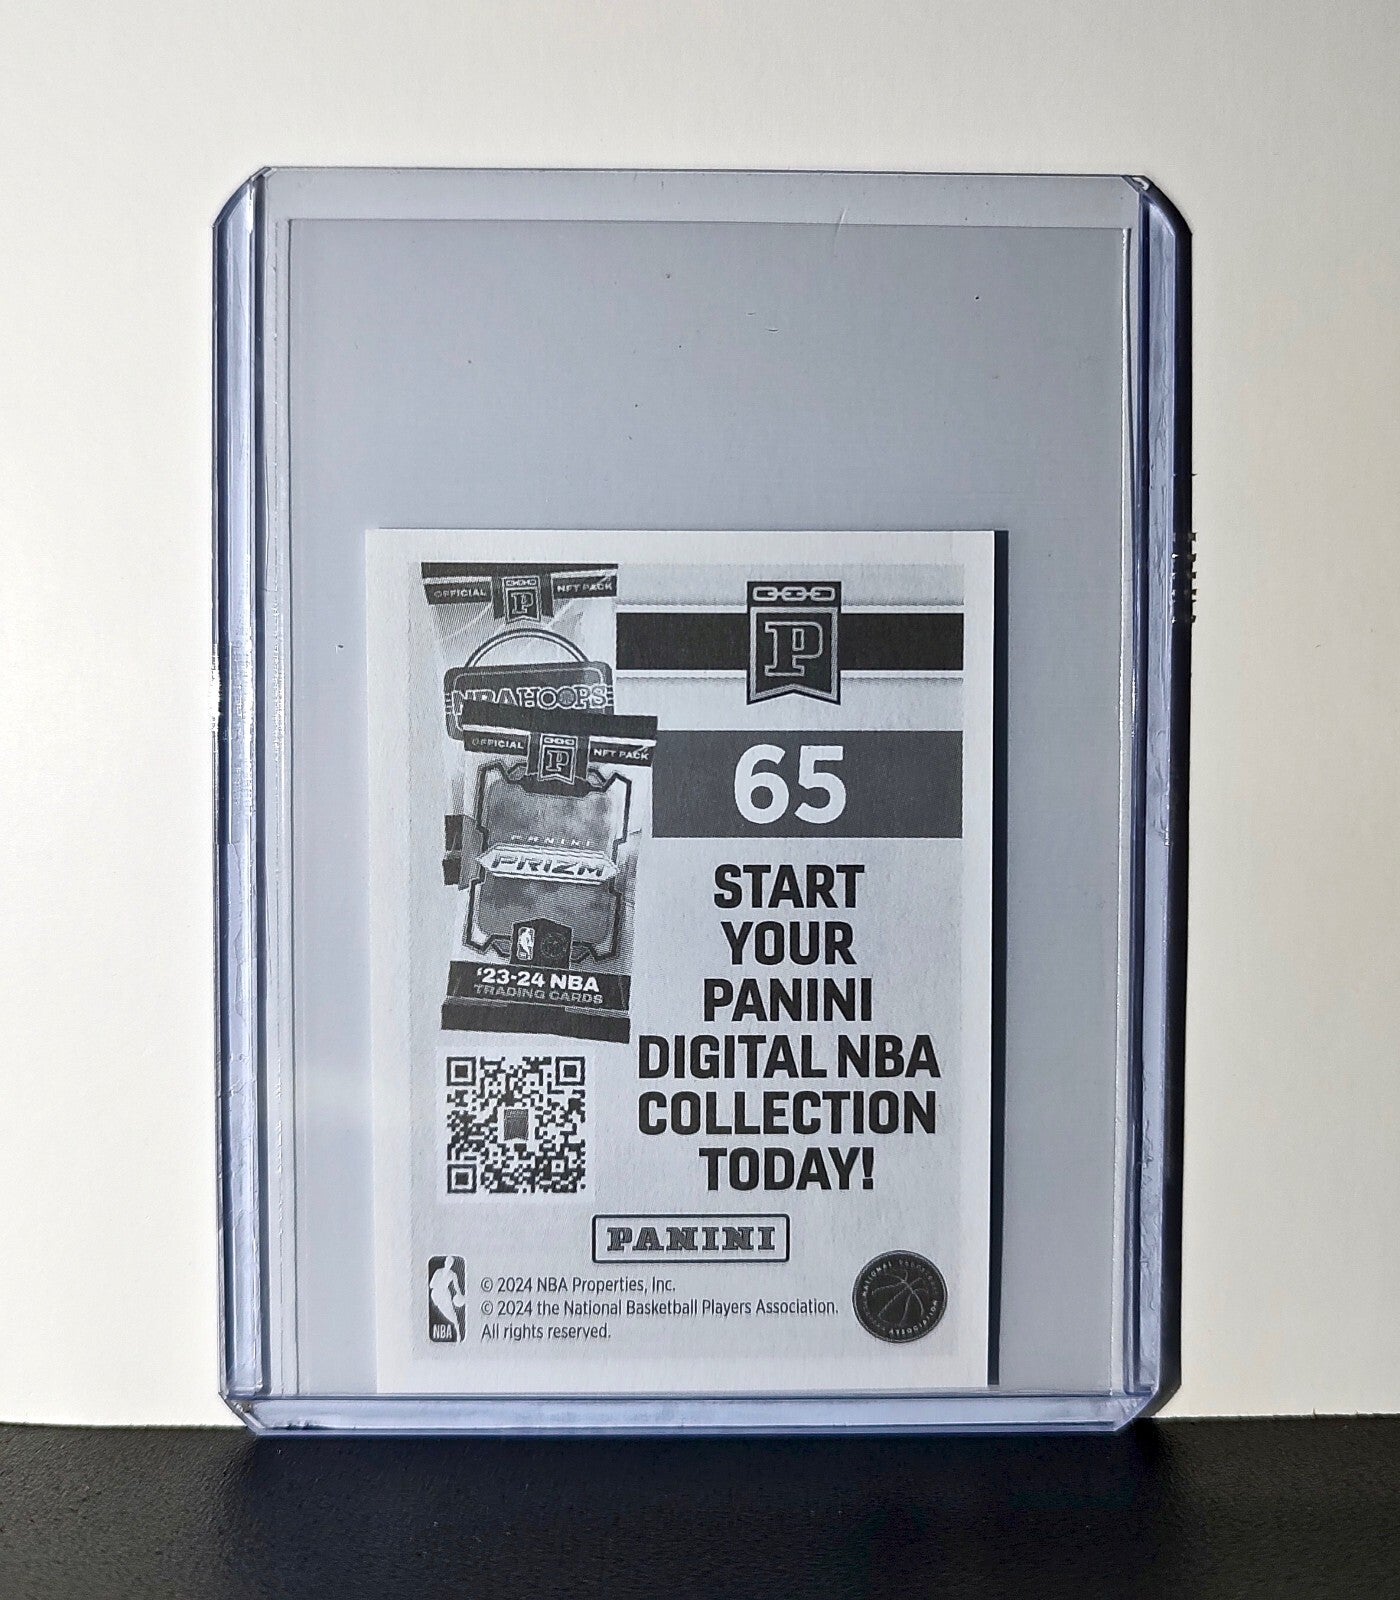 OFFICIAL
NFT PACK
P
NBA HOOPS
OFFICIAL
NFT PACK
P
PANINI
PRIZM
'23-24 NBA
TRADING CARDS
P
65
START
YOUR
PANINI
DIGITAL NBA
COLLECTION
TODAY!
PANINI
NBA
© 2024 NBA Properties, Inc.
© 2024 the National Basketball Players Association.
All rights reserved.